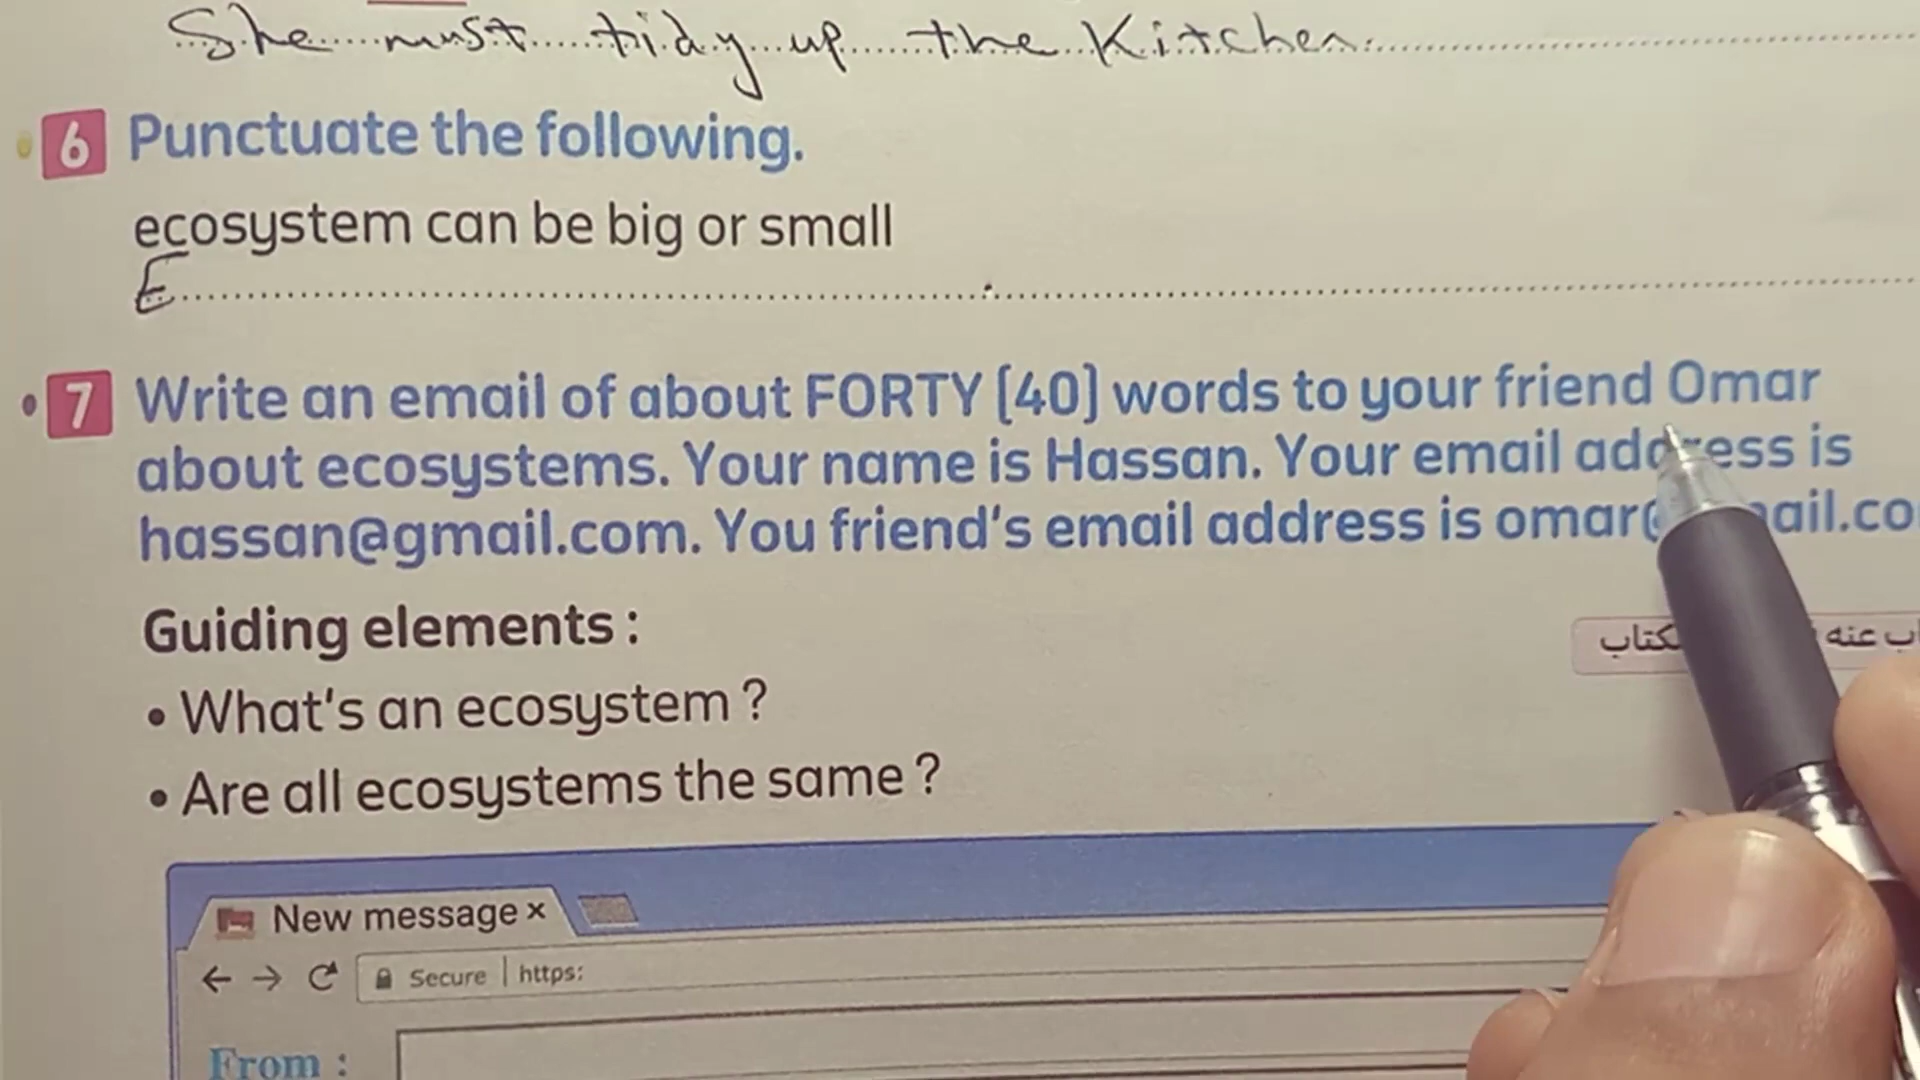 She must tidy up the Kitchen.
6 Punctuate the following.
ecosystem can be big or small
E .
7 Write an email of about FORTY (40) words to your friend Omar
about ecosystems. Your name is Hassan. Your email address is
hassan@gmail.com. You friend's email address is
Guiding elements :
عنه
• What's an ecosystem ?
• Are all ecosystems the same ?
New message ×
Secure | https:
From :